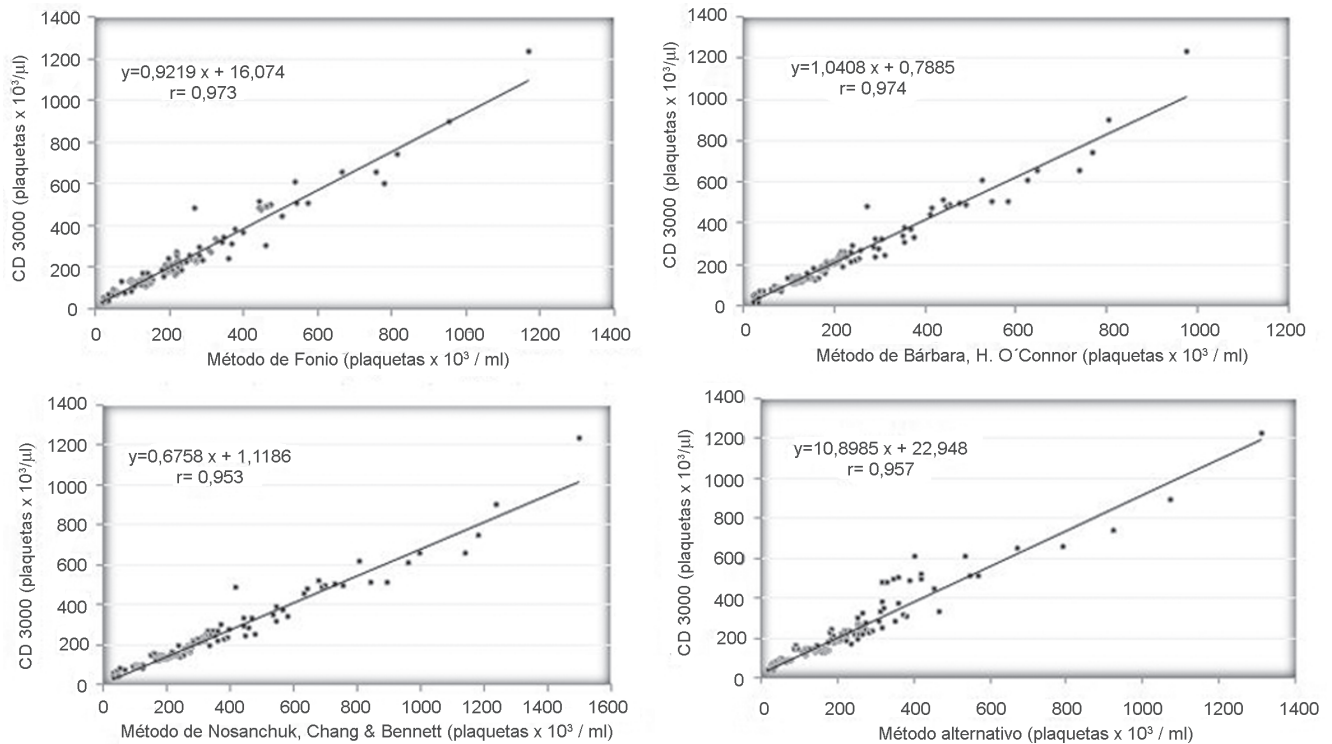 1400
1200
1000
800
600
400
200
0
CD 3000 (plaquetas x 10³/µl)
y=0,9219 x + 16,074
r= 0,973
0 200 400 600 800 1000 1200 1400
Método de Fonio (plaquetas x 10³ / ml)
1400
1200
1000
800
600
400
200
0
CD 3000 (plaquetas x 10³/µl)
y=1,0408 x + 0,7885
r= 0,974
0 200 400 600 800 1000 1200
Método de Bárbara, H. O´Connor (plaquetas x 10³ / ml)
1400
1200
1000
800
600
400
200
0
CD 3000 (plaquetas x 10³/µl)
y=0,6758 x + 1,1186
r= 0,953
0 200 400 600 800 1000 1200 1400 1600
Método de Nosanchuk, Chang & Bennett (plaquetas x 10³ / ml)
1400
1200
1000
800
600
400
200
0
CD 3000 (plaquetas x 10³/µl)
y=10,8985 x + 22,948
r= 0,957
0 200 400 600 800 1000 1200 1400
Método alternativo (plaquetas x 10³ / ml)